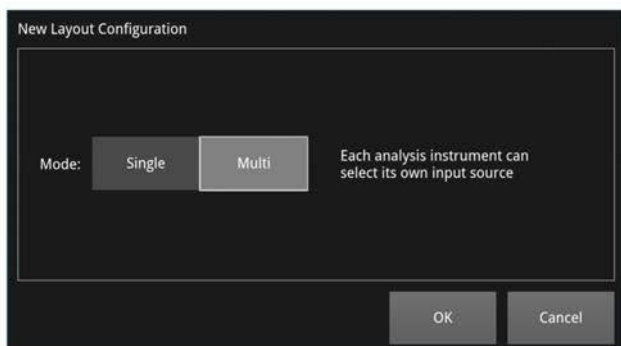 New Layout Configuration
Mode: Single Multi Each analysis instrument can
select its own input source
OK Cancel